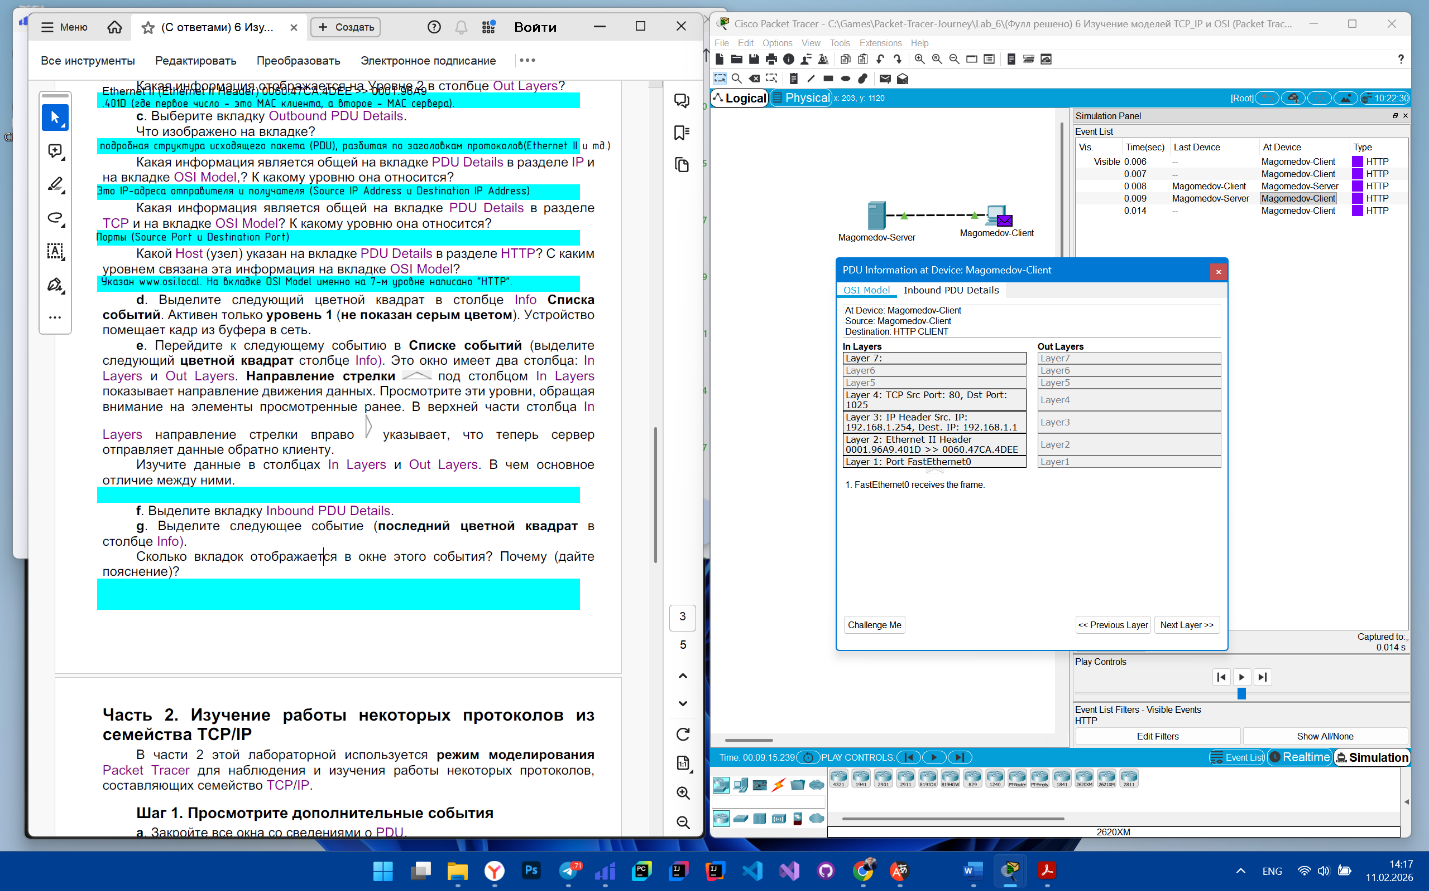 Меню
(С ответами) 6 Изу...
Создать
Войти
Все инструменты
Редактировать
Преобразовать
Электронное подписание
Какая информация отображается на Уровне 2 в столбце Out Layers?
Ethernet II (Ethernet II Header) 0060.47CA.4DEE >> 0001.96A9
.401D (где первое число - это MAC клиента, а второе - MAC сервера).
c. Выберите вкладку Outbound PDU Details.
Что изображено на вкладке?
подробная структура исходящего пакета (PDU), разбитая по заголовкам протоколов(Ethernet II и тд.)
Какая информация является общей на вкладке PDU Details в разделе IP и
на вкладке OSI Model,? К какому уровню она относится?
Это IP-адреса отправителя и получателя (Source IP Address и Destination IP Address)
Какая информация является общей на вкладке PDU Details в разделе
TCP и на вкладке OSI Model? К какому уровню она относится?
Порты (Source Port и Destination Port)
Какой Host (узел) указан на вкладке PDU Details в разделе HTTP? С каким
уровнем связана эта информация на вкладке OSI Model?
Указан www.osi.local. На вкладке OSI Model именно на 7-м уровне написано "HTTP".
d. Выделите следующий цветной квадрат в столбце Info Списка
событий. Активен только уровень 1 (не показан серым цветом). Устройство
помещает кадр из буфера в сеть.
e. Перейдите к следующему событию в Списке событий (выделите
следующий цветной квадрат столбце Info). Это окно имеет два столбца: In
Layers и Out Layers. Направление стрелки под столбцом In Layers
показывает направление движения данных. Просмотрите эти уровни, обращая
внимание на элементы просмотренные ранее. В верхней части столбца In
Layers направление стрелки вправо указывает, что теперь сервер
отправляет данные обратно клиенту.
Изучите данные в столбцах In Layers и Out Layers. В чем основное
отличие между ними.
f. Выделите вкладку Inbound PDU Details.
g. Выделите следующее событие (последний цветной квадрат в
столбце Info).
Сколько вкладок отображается в окне этого события? Почему (дайте
пояснение)?
3
5
Часть 2. Изучение работы некоторых протоколов из
семейства TCP/IP
В части 2 этой лабораторной используется режим моделирования
Packet Tracer для наблюдения и изучения работы некоторых протоколов,
составляющих семейство TCP/IP.
Шаг 1. Просмотрите дополнительные события
a. Закройте все окна со сведениями о PDU.
Cisco Packet Tracer - C:\Games\Packet-Tracer-Journey\Lab_6\(Фулл решено) 6 Изучение моделей TCP_IP и OSI (Packet Trac...
File Edit Options View Tools Extensions Help
?
Logical
Physical
x: 203, y: 1120
[Root]
10:22:30
Magomedov-Server
Magomedov-Client
Simulation Panel
Event List
Vis. Time(sec) Last Device At Device Type
Visible 0.006 -- Magomedov-Client HTTP
0.007 -- Magomedov-Client HTTP
0.008 Magomedov-Client Magomedov-Server HTTP
0.009 Magomedov-Server Magomedov-Client HTTP
0.014 -- Magomedov-Client HTTP
PDU Information at Device: Magomedov-Client
OSI Model
Inbound PDU Details
At Device: Magomedov-Client
Source: Magomedov-Client
Destination: HTTP CLIENT
In Layers
Layer 7:
Layer6
Layer5
Layer 4: TCP Src Port: 80, Dst Port:
1025
Layer 3: IP Header Src. IP:
192.168.1.254, Dest. IP: 192.168.1.1
Layer 2: Ethernet II Header
0001.96A9.401D >> 0060.47CA.4DEE
Layer 1: Port FastEthernet0
Out Layers
Layer7
Layer6
Layer5
Layer4
Layer3
Layer2
Layer1
1. FastEthernet0 receives the frame.
Challenge Me
<< Previous Layer
Next Layer >>
Captured to:
0.014 s
Play Controls
Event List Filters - Visible Events
HTTP
Edit Filters
Show All/None
Time: 00:09:15.239
PLAY CONTROLS:
Event List
Realtime
Simulation
4321 1941 2901 2911 819IOX 819HGW 829 1240 PTRouter PTEmpty 1841 2620XM 2621XM 2811
2620XM
71
ENG
14:17
11.02.2026